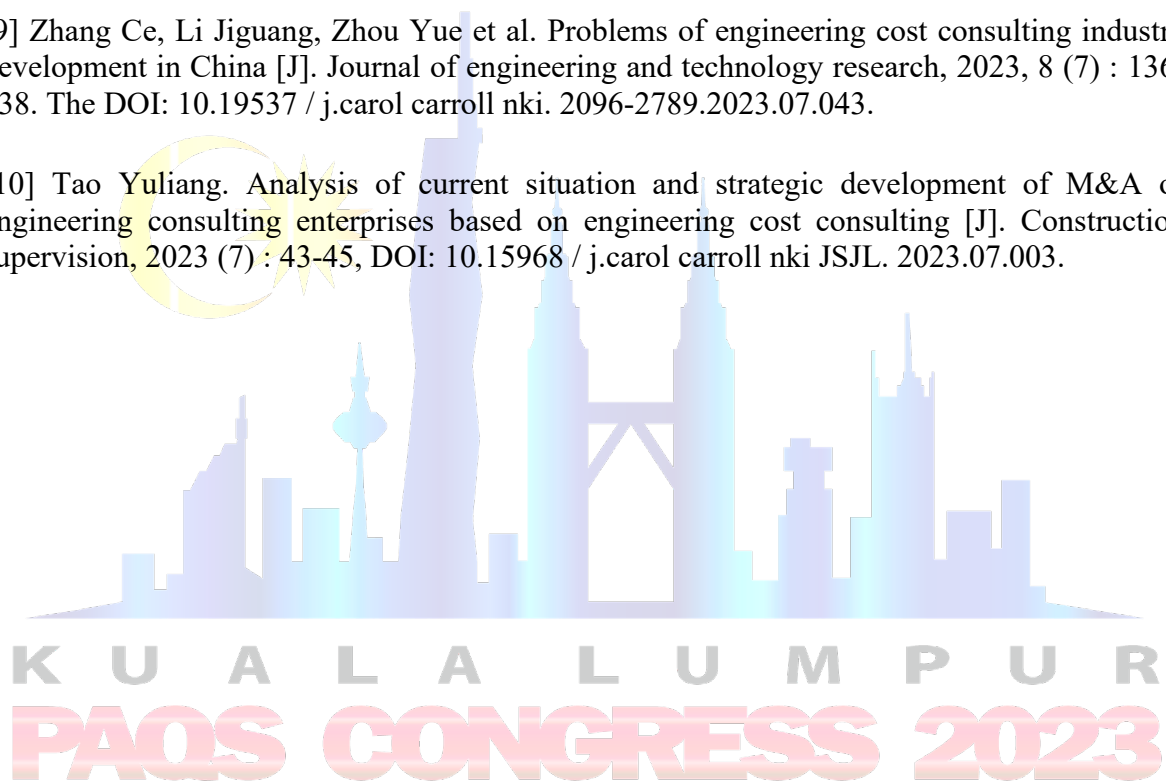 9] Zhang Ce, Li Jiguang, Zhou Yue et al. Problems of engineering cost consulting industr
evelopment in China [J]. Journal of engineering and technology research, 2023, 8 (7) : 136
38. The DOI: 10.19537 / j.carol carroll nki. 2096-2789.2023.07.043.
10] Tao Yuliang. Analysis of current situation and strategic development of M&A o
ngineering consulting enterprises based on engineering cost consulting [J]. Constructio
upervision, 2023 (7) : 43-45, DOI: 10.15968 / j.carol carroll nki JSJL. 2023.07.003.
KUALA LUMPUR
PAQS CONGRESS 2023